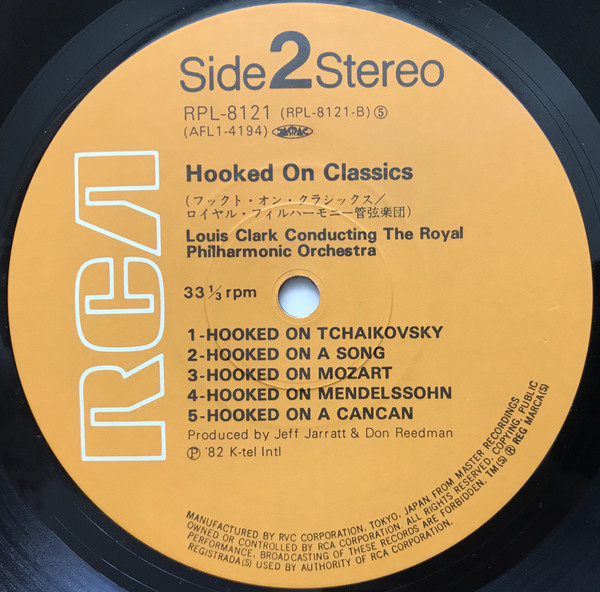 Side 2 Stereo
RPL-8121 (RPL-8121-B) ⑤
(AFL1-4194) JASRAC
Hooked On Classics
(フックト・オン・クラシックス/
ロイヤル・フィルハーモニー管弦楽団)
Louis Clark Conducting The Royal
Philharmonic Orchestra
33 1/3 rpm
RCA
1-HOOKED ON TCHAIKOVSKY
2-HOOKED ON A SONG
3-HOOKED ON MOZART
4-HOOKED ON MENDELSSOHN
5-HOOKED ON A CANCAN
Produced by Jeff Jarratt & Don Reedman
Ⓟ '82 K-tel Intl
MANUFACTURED BY RVC CORPORATION, TOKYO, JAPAN FROM MASTER RECORDINGS
OWNED OR CONTROLLED BY RCA CORPORATION. ALL RIGHTS RESERVED, COPYING, PUBLIC
PERFORMANCE, BROADCASTING OF THESE RECORDS ARE FORBIDDEN. TM(S) ® REG MARCA(S)
REGISTRADA(S) USED BY AUTHORITY OF RCA CORPORATION.